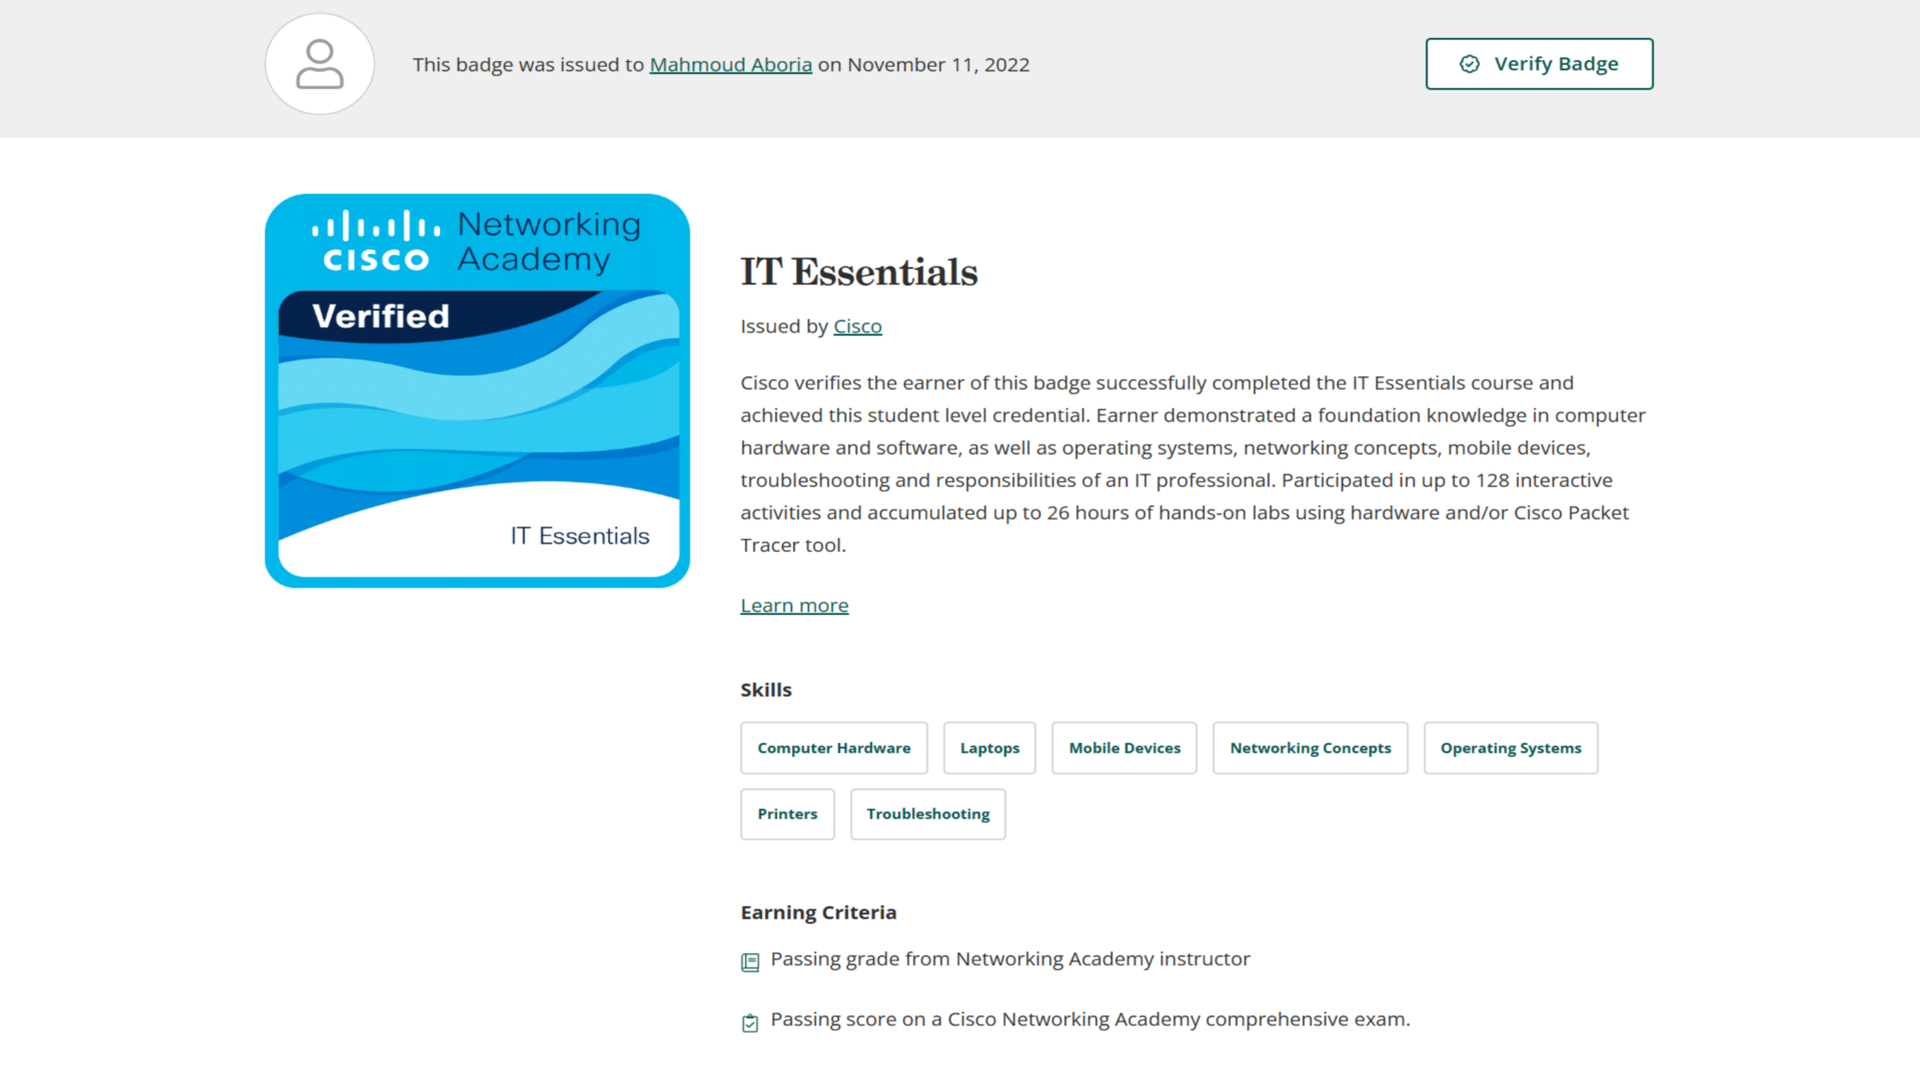 This badge was issued to Mahmoud Aboria on November 11, 2022
Verify Badge
CISCO
Networking
Academy
Verified
IT Essentials
IT Essentials
Issued by Cisco
Cisco verifies the earner of this badge successfully completed the IT Essentials course and
achieved this student level credential. Earner demonstrated a foundation knowledge in computer
hardware and software, as well as operating systems, networking concepts, mobile devices,
troubleshooting and responsibilities of an IT professional. Participated in up to 128 interactive
activities and accumulated up to 26 hours of hands-on labs using hardware and/or Cisco Packet
Tracer tool.
Learn more
Skills
Computer Hardware
Laptops
Mobile Devices
Networking Concepts
Operating Systems
Printers
Troubleshooting
Earning Criteria
Passing grade from Networking Academy instructor
Passing score on a Cisco Networking Academy comprehensive exam.